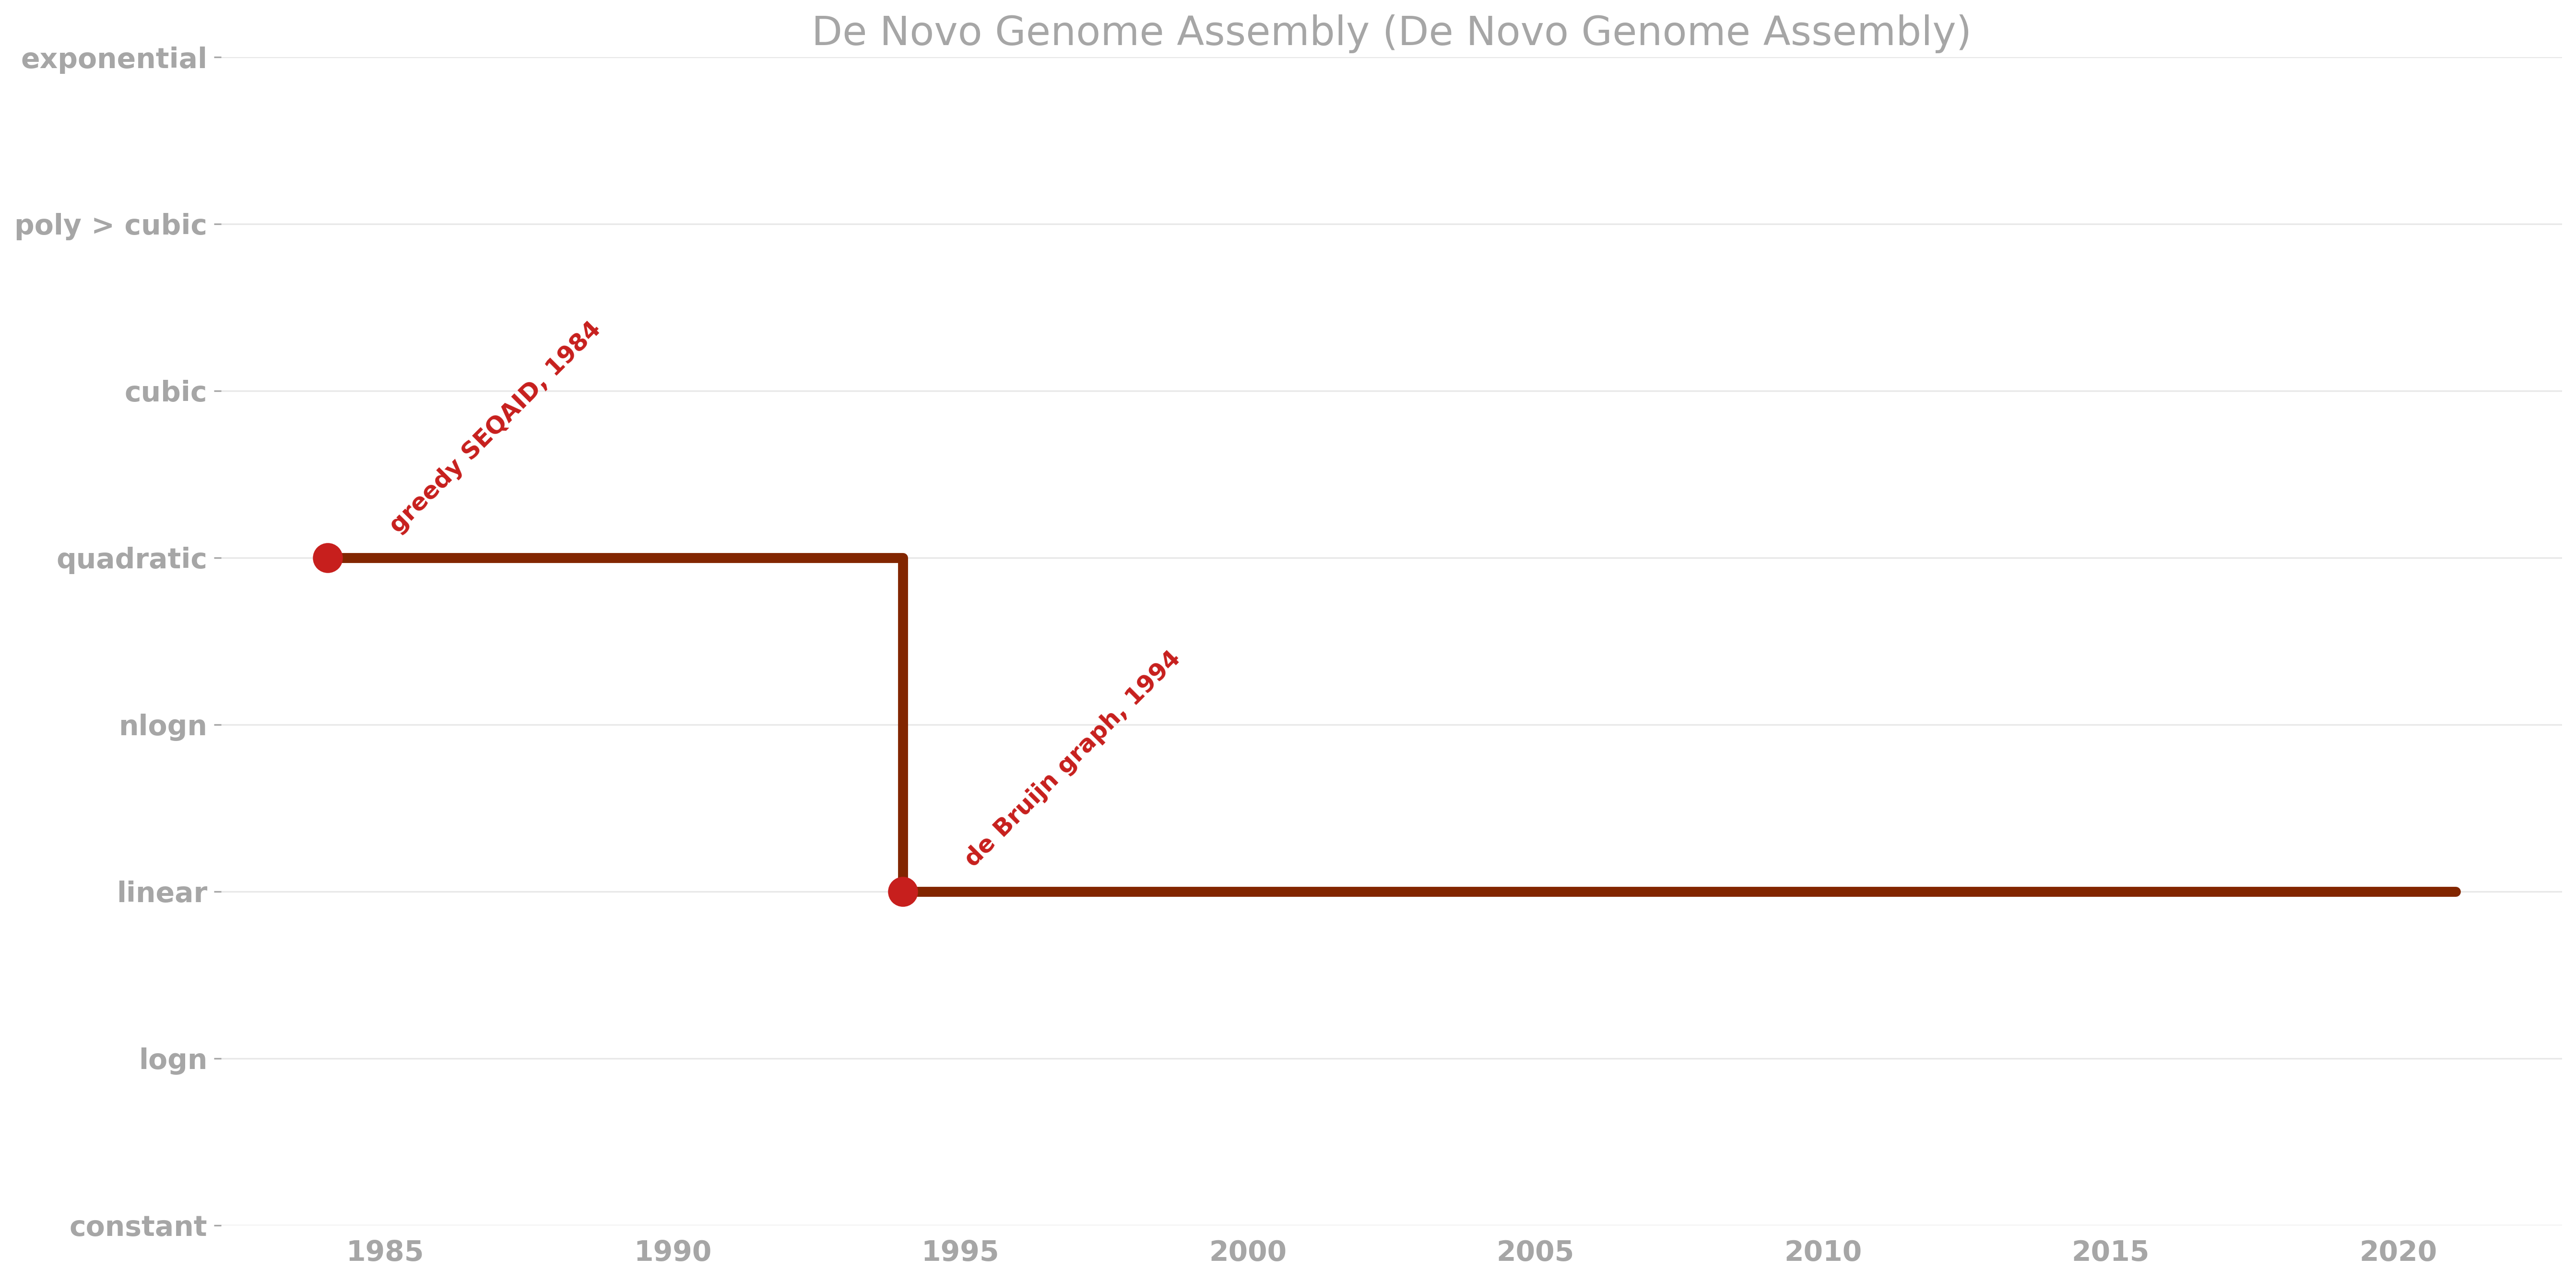 De Novo Genome Assembly (De Novo Genome Assembly)
exponential
poly > cubic
cubic
quadratic
nlogn
linear
logn
constant
greedy SEQAID, 1984
de Bruijn graph, 1994
1985
1990
1995
2000
2005
2010
2015
2020